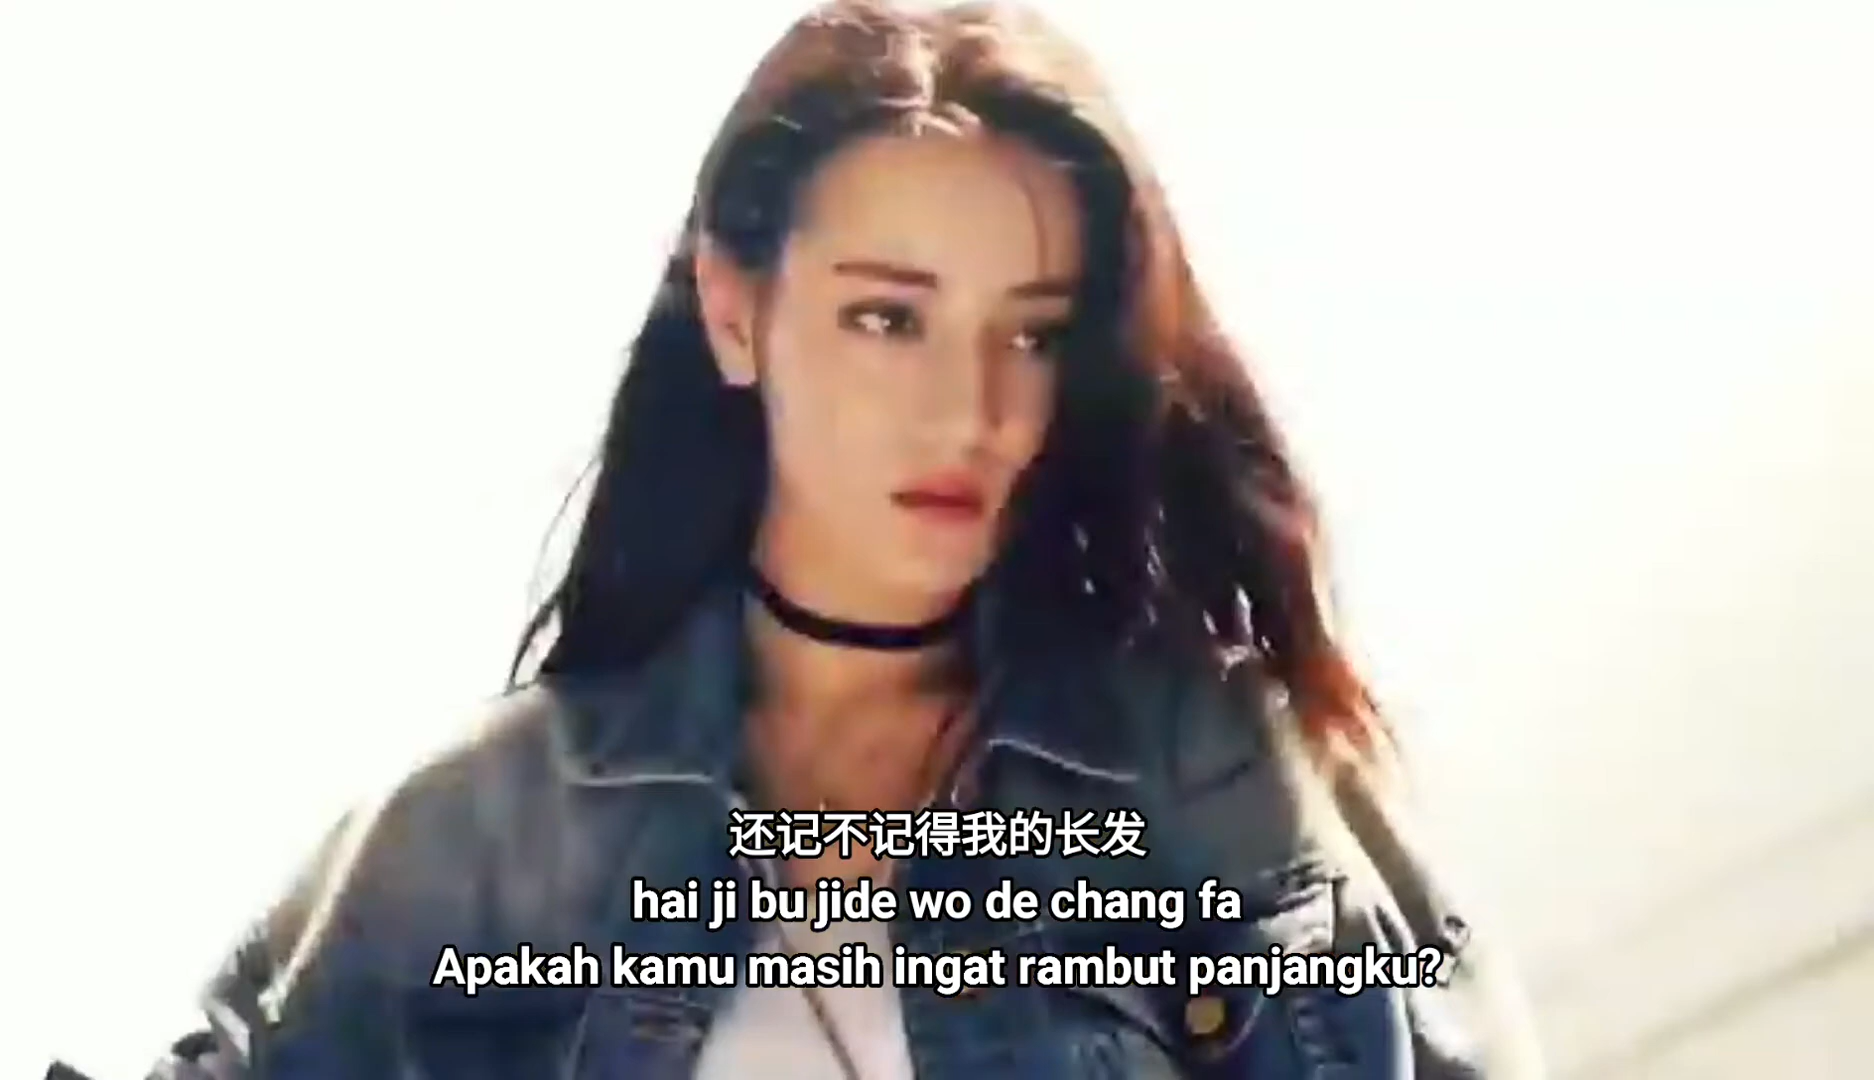 还记不记得我的长发
hai ji bu jide wo de chang fa
Apakah kamu masih ingat rambut panjangku?